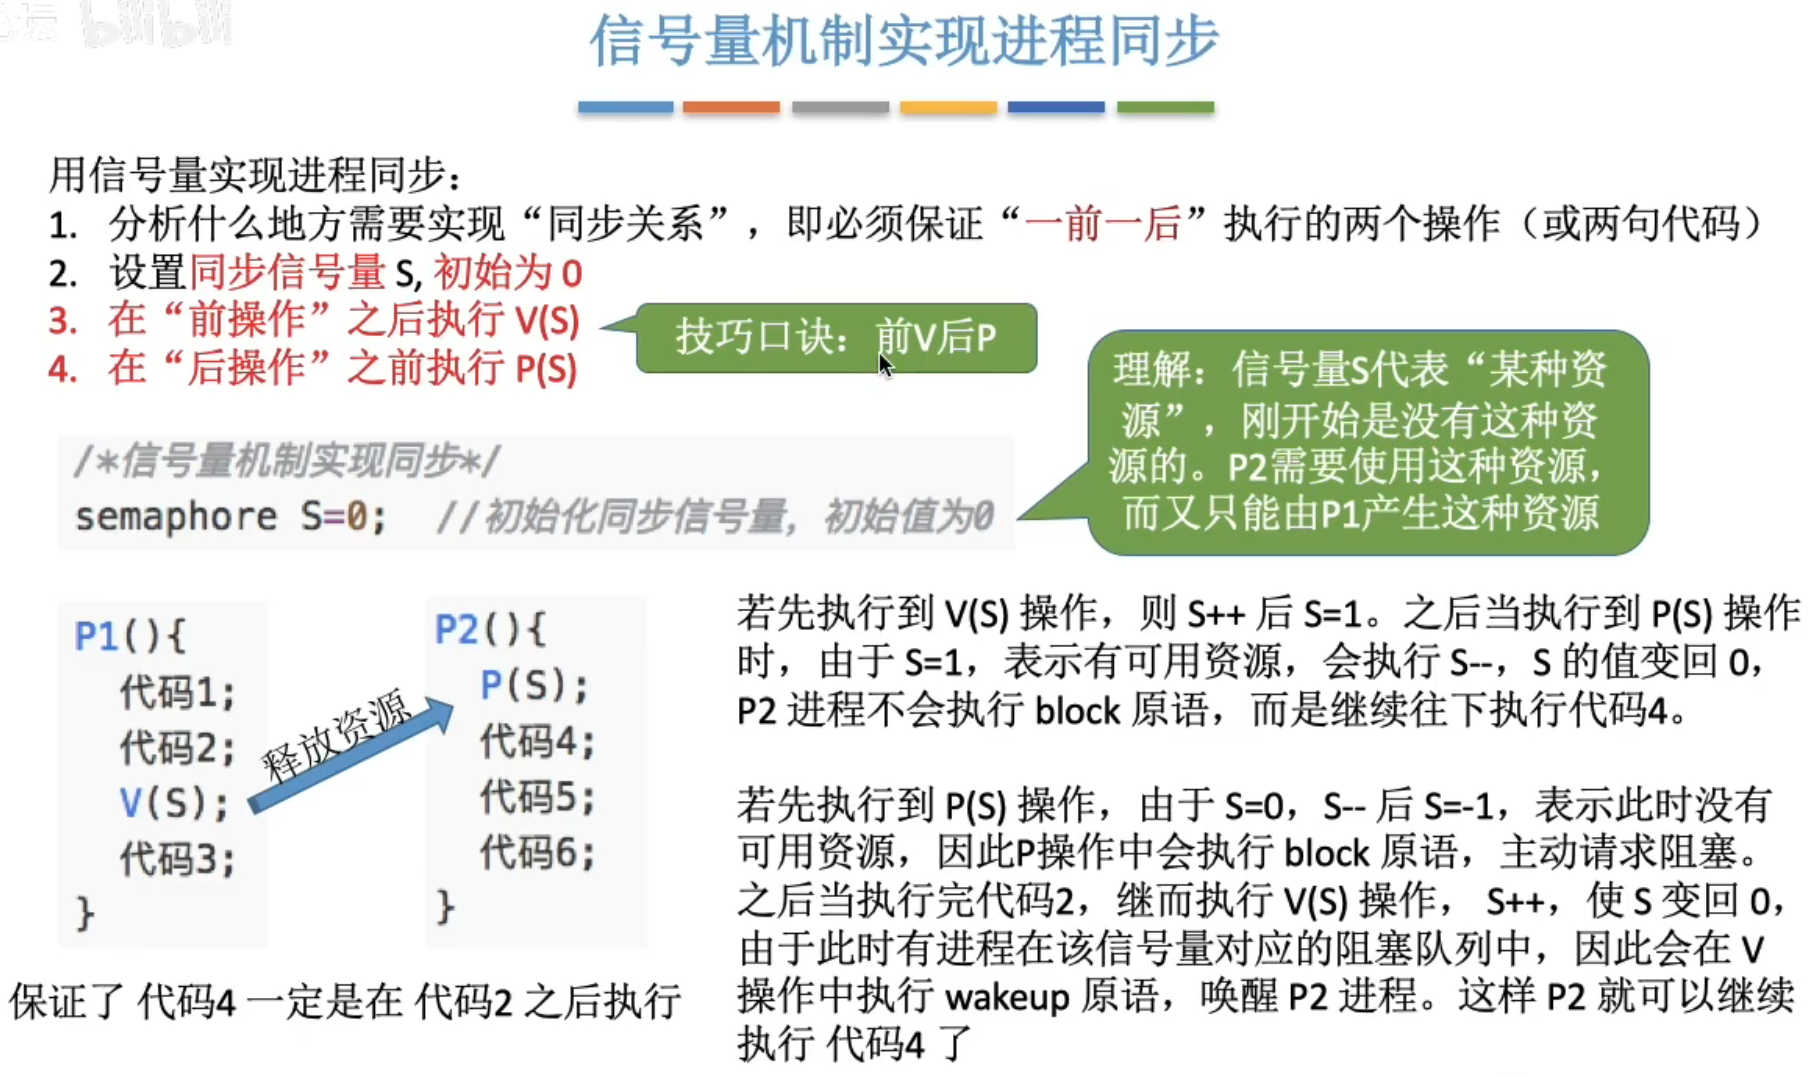 坛 bilibili
信号量机制实现进程同步
用信号量实现进程同步：
1. 分析什么地方需要实现“同步关系”，即必须保证“一前一后”执行的两个操作（或两句代码）
2. 设置同步信号量 S, 初始为 0
3. 在“前操作”之后执行 V(S)
4. 在“后操作”之前执行 P(S)
技巧口诀：前V后P
理解：信号量S代表“某种资
源”，刚开始是没有这种资
源的。P2需要使用这种资源，
而又只能由P1产生这种资源
/*信号量机制实现同步*/
semaphore S=0; //初始化同步信号量，初始值为0
P1(){
代码1;
代码2;
V(S);
代码3;
}
释放资源
P2(){
P(S);
代码4;
代码5;
代码6;
}
保证了 代码4 一定是在 代码2 之后执行
若先执行到 V(S) 操作，则 S++ 后 S=1。之后当执行到 P(S) 操作
时，由于 S=1，表示有可用资源，会执行 S--，S 的值变回 0，
P2 进程不会执行 block 原语，而是继续往下执行代码4。
若先执行到 P(S) 操作，由于 S=0，S-- 后 S=-1，表示此时没有
可用资源，因此P操作中会执行 block 原语，主动请求阻塞。
之后当执行完代码2，继而执行 V(S) 操作， S++，使 S 变回 0，
由于此时有进程在该信号量对应的阻塞队列中，因此会在 V
操作中执行 wakeup 原语，唤醒 P2 进程。这样 P2 就可以继续
执行 代码4 了